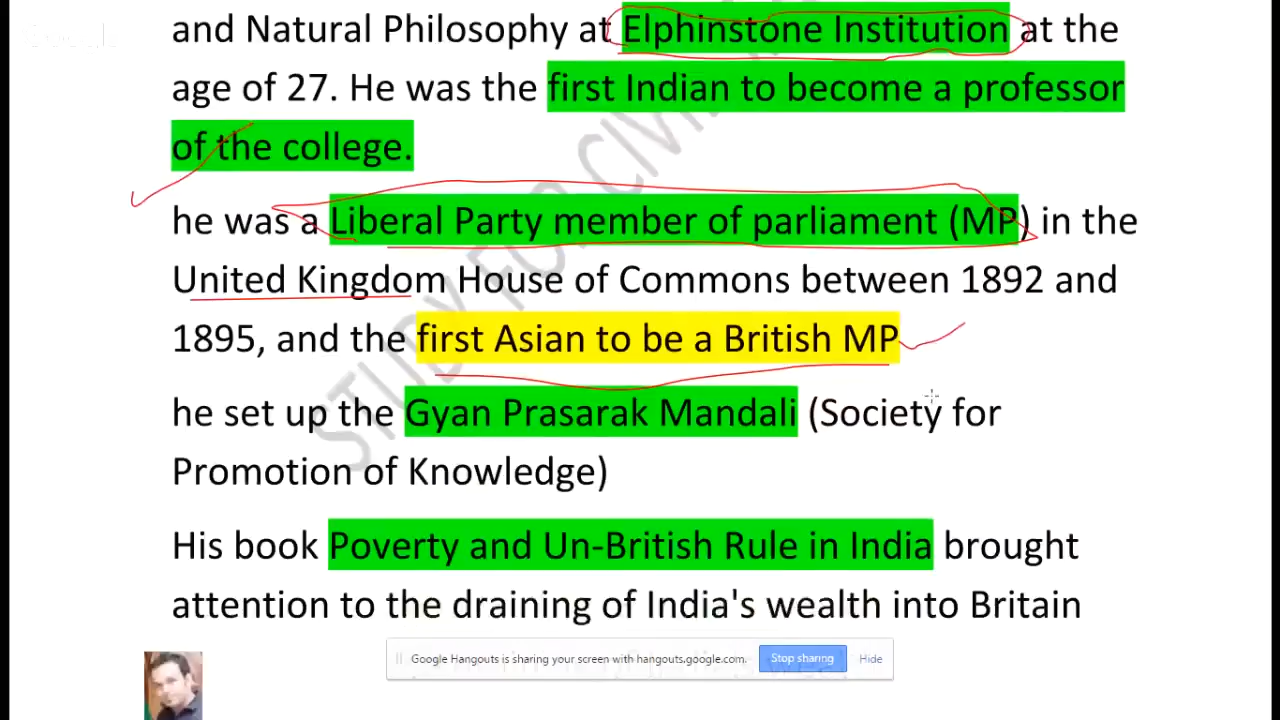 and Natural Philosophy at Elphinstone Institution at the
age of 27. He was the first Indian to become a professor
of the college.
he was a Liberal Party member of parliament (MP) in the
United Kingdom House of Commons between 1892 and
1895, and the first Asian to be a British MP
he set up the Gyan Prasarak Mandali (Society for
Promotion of Knowledge)
His book Poverty and Un-British Rule in India brought
attention to the draining of India's wealth into Britain
Google Hangouts is sharing your screen with hangouts.google.com. Stop sharing Hide
STUDY FOR CIVIL